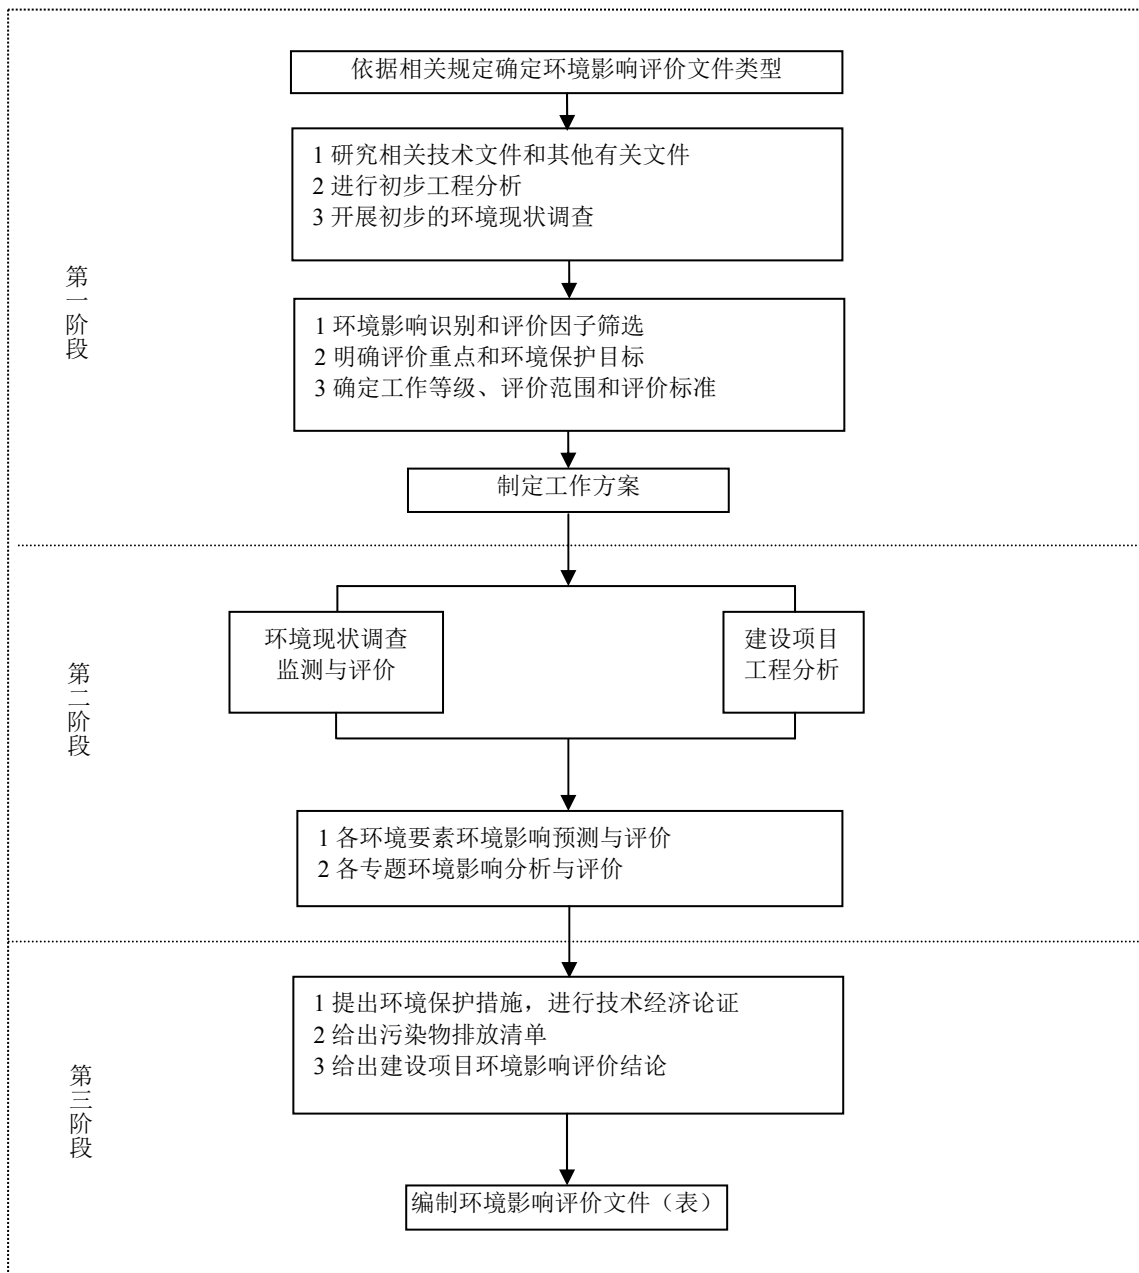 依据相关规定确定环境影响评价文件类型
1 研究相关技术文件和其他有关文件
2 进行初步工程分析
3 开展初步的环境现状调查
第一阶段
1 环境影响识别和评价因子筛选
2 明确评价重点和环境保护目标
3 确定工作等级、评价范围和评价标准
制定工作方案
第二阶段
环境现状调查
监测与评价
建设项目
工程分析
1 各环境要素环境影响预测与评价
2 各专题环境影响分析与评价
第三阶段
1 提出环境保护措施，进行技术经济论证
2 给出污染物排放清单
3 给出建设项目环境影响评价结论
编制环境影响评价文件（表）